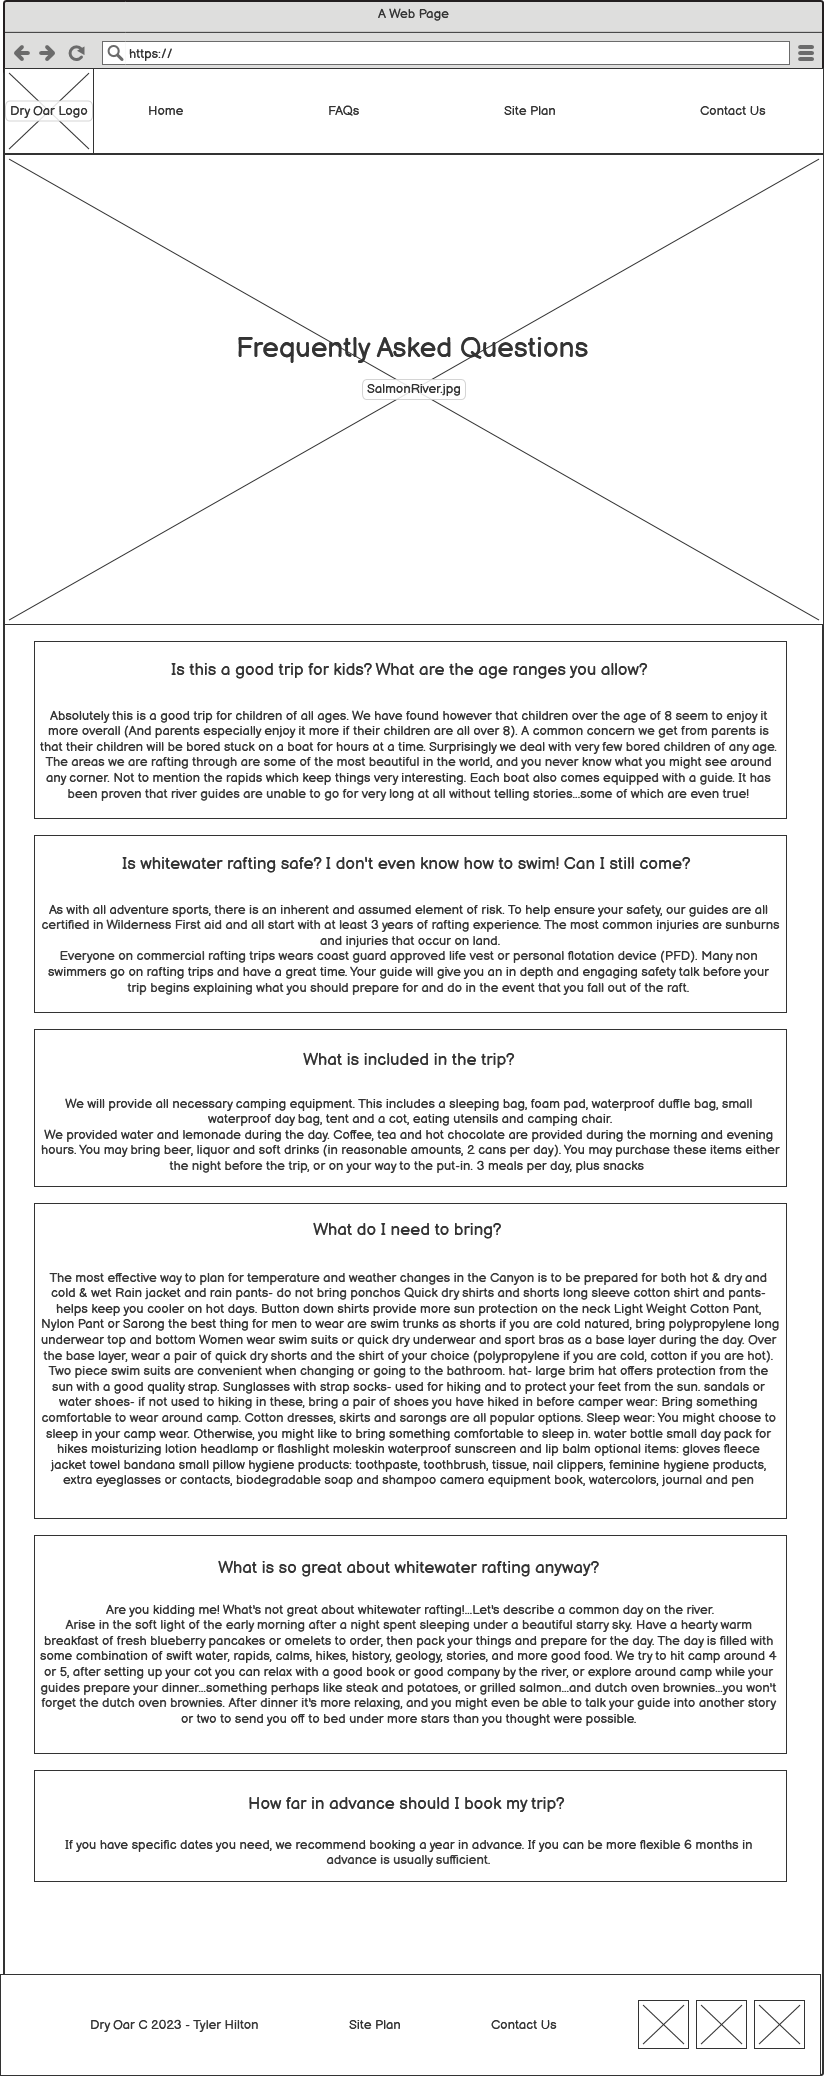 A Web Page
https://
Dry Oar Logo
Home
FAQs
Site Plan
Contact Us
Frequently Asked Questions
SalmonRiver.jpg
Is this a good trip for kids? What are the age ranges you allow?
Absolutely this is a good trip for children of all ages. We have found however that children over the age of 8 seem to enjoy it
more overall (And parents especially enjoy it more if their children are all over 8). A common concern we get from parents is
that their children will be bored stuck on a boat for hours at a time. Surprisingly we deal with very few bored children of any age.
The areas we are rafting through are some of the most beautiful in the world, and you never know what you might see around
any corner. Not to mention the rapids which keep things very interesting. Each boat also comes equipped with a guide. It has
been proven that river guides are unable to go for very long at all without telling stories...some of which are even true!
Is whitewater rafting safe? I don't even know how to swim! Can I still come?
As with all adventure sports, there is an inherent and assumed element of risk. To help ensure your safety, our guides are all
certified in Wilderness First aid and all start with at least 3 years of rafting experience. The most common injuries are sunburns
and injuries that occur on land.
Everyone on commercial rafting trips wears coast guard approved life vest or personal flotation device (PFD). Many non
swimmers go on rafting trips and have a great time. Your guide will give you an in depth and engaging safety talk before your
trip begins explaining what you should prepare for and do in the event that you fall out of the raft.
What is included in the trip?
We will provide all necessary camping equipment. This includes a sleeping bag, foam pad, waterproof duffle bag, small
waterproof day bag, tent and a cot, eating utensils and camping chair.
We provided water and lemonade during the day. Coffee, tea and hot chocolate are provided during the morning and evening
hours. You may bring beer, liquor and soft drinks (in reasonable amounts, 2 cans per day). You may purchase these items either
the night before the trip, or on your way to the put-in. 3 meals per day, plus snacks
What do I need to bring?
The most effective way to plan for temperature and weather changes in the Canyon is to be prepared for both hot & dry and
cold & wet Rain jacket and rain pants- do not bring ponchos Quick dry shirts and shorts long sleeve cotton shirt and pants-
helps keep you cooler on hot days. Button down shirts provide more sun protection on the neck Light Weight Cotton Pant,
Nylon Pant or Sarong the best thing for men to wear are swim trunks as shorts if you are cold natured, bring polypropylene long
underwear top and bottom Women wear swim suits or quick dry underwear and sport bras as a base layer during the day. Over
the base layer, wear a pair of quick dry shorts and the shirt of your choice (polypropylene if you are cold, cotton if you are hot).
Two piece swim suits are convenient when changing or going to the bathroom. hat- large brim hat offers protection from the
sun with a good quality strap. Sunglasses with strap socks- used for hiking and to protect your feet from the sun. sandals or
water shoes- if not used to hiking in these, bring a pair of shoes you have hiked in before camper wear: Bring something
comfortable to wear around camp. Cotton dresses, skirts and sarongs are all popular options. Sleep wear: You might choose to
sleep in your camp wear. Otherwise, you might like to bring something comfortable to sleep in. water bottle small day pack for
hikes moisturizing lotion headlamp or flashlight moleskin waterproof sunscreen and lip balm optional items: gloves fleece
jacket towel bandana small pillow hygiene products: toothpaste, toothbrush, tissue, nail clippers, feminine hygiene products,
extra eyeglasses or contacts, biodegradable soap and shampoo camera equipment book, watercolors, journal and pen
What is so great about whitewater rafting anyway?
Are you kidding me! What's not great about whitewater rafting!...Let's describe a common day on the river.
Arise in the soft light of the early morning after a night spent sleeping under a beautiful starry sky. Have a hearty warm
breakfast of fresh blueberry pancakes or omelets to order, then pack your things and prepare for the day. The day is filled with
some combination of swift water, rapids, calms, hikes, history, geology, stories, and more good food. We try to hit camp around 4
or 5, after setting up your cot you can relax with a good book or good company by the river, or explore around camp while your
guides prepare your dinner...something perhaps like steak and potatoes, or grilled salmon...and dutch oven brownies...you won't
forget the dutch oven brownies. After dinner it's more relaxing, and you might even be able to talk your guide into another story
or two to send you off to bed under more stars than you thought were possible.
How far in advance should I book my trip?
If you have specific dates you need, we recommend booking a year in advance. If you can be more flexible 6 months in
advance is usually sufficient.
Dry Oar C 2023 - Tyler Hilton
Site Plan
Contact Us